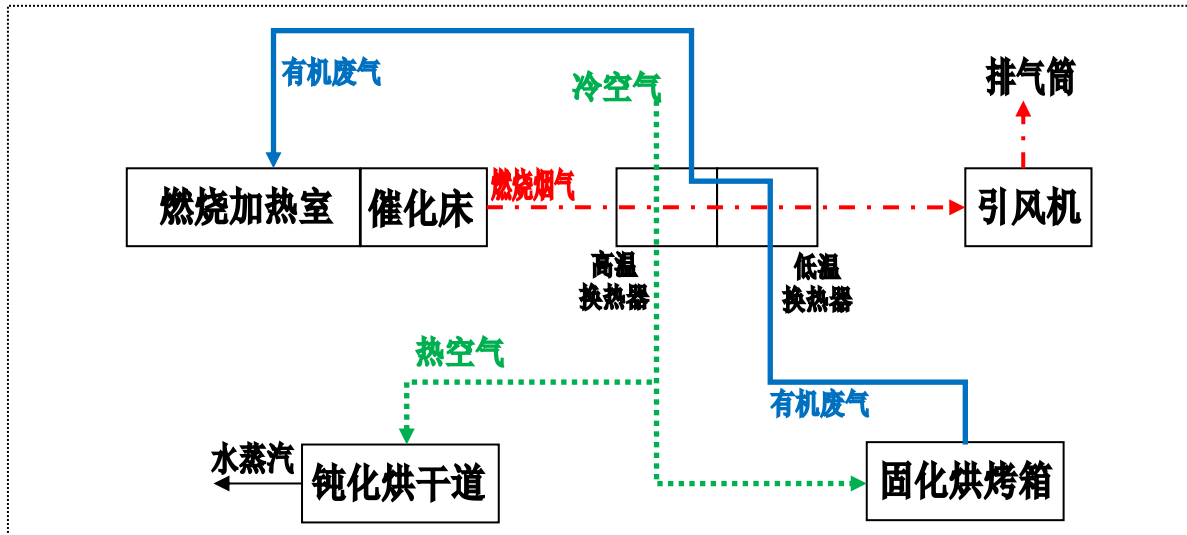 有机废气
冷空气
排气筒
燃烧加热室
催化床
燃烧烟气
引风机
高温
换热器
低温
换热器
热空气
有机废气
水蒸汽
钝化烘干道
固化烘烤箱